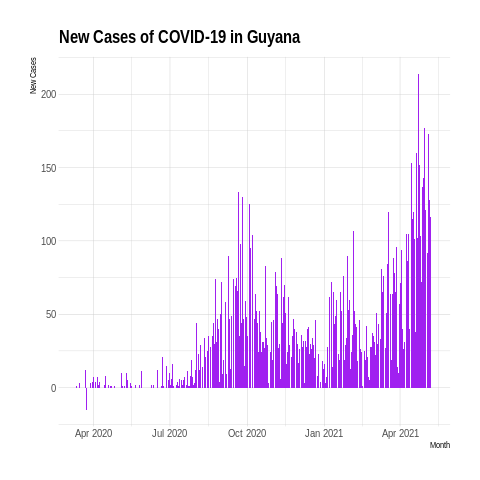 New Cases of COVID-19 in Guyana
New Cases
200
150
100
50
0
Apr 2020
Jul 2020
Oct 2020
Jan 2021
Apr 2021
Month